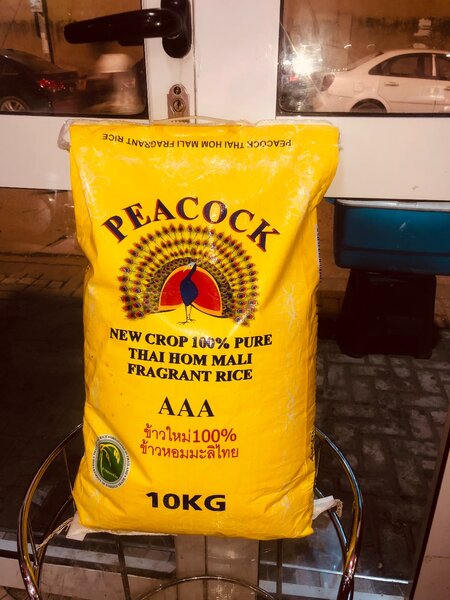 PEACOCK THAI HOM MALI FRAGRANT RICE
PEACOCK
NEW CROP 100% PURE
THAI HOM MALI
FRAGRANT RICE
AAA
ข้าวใหม่100%
ข้าวหอมมะลิไทย
10KG